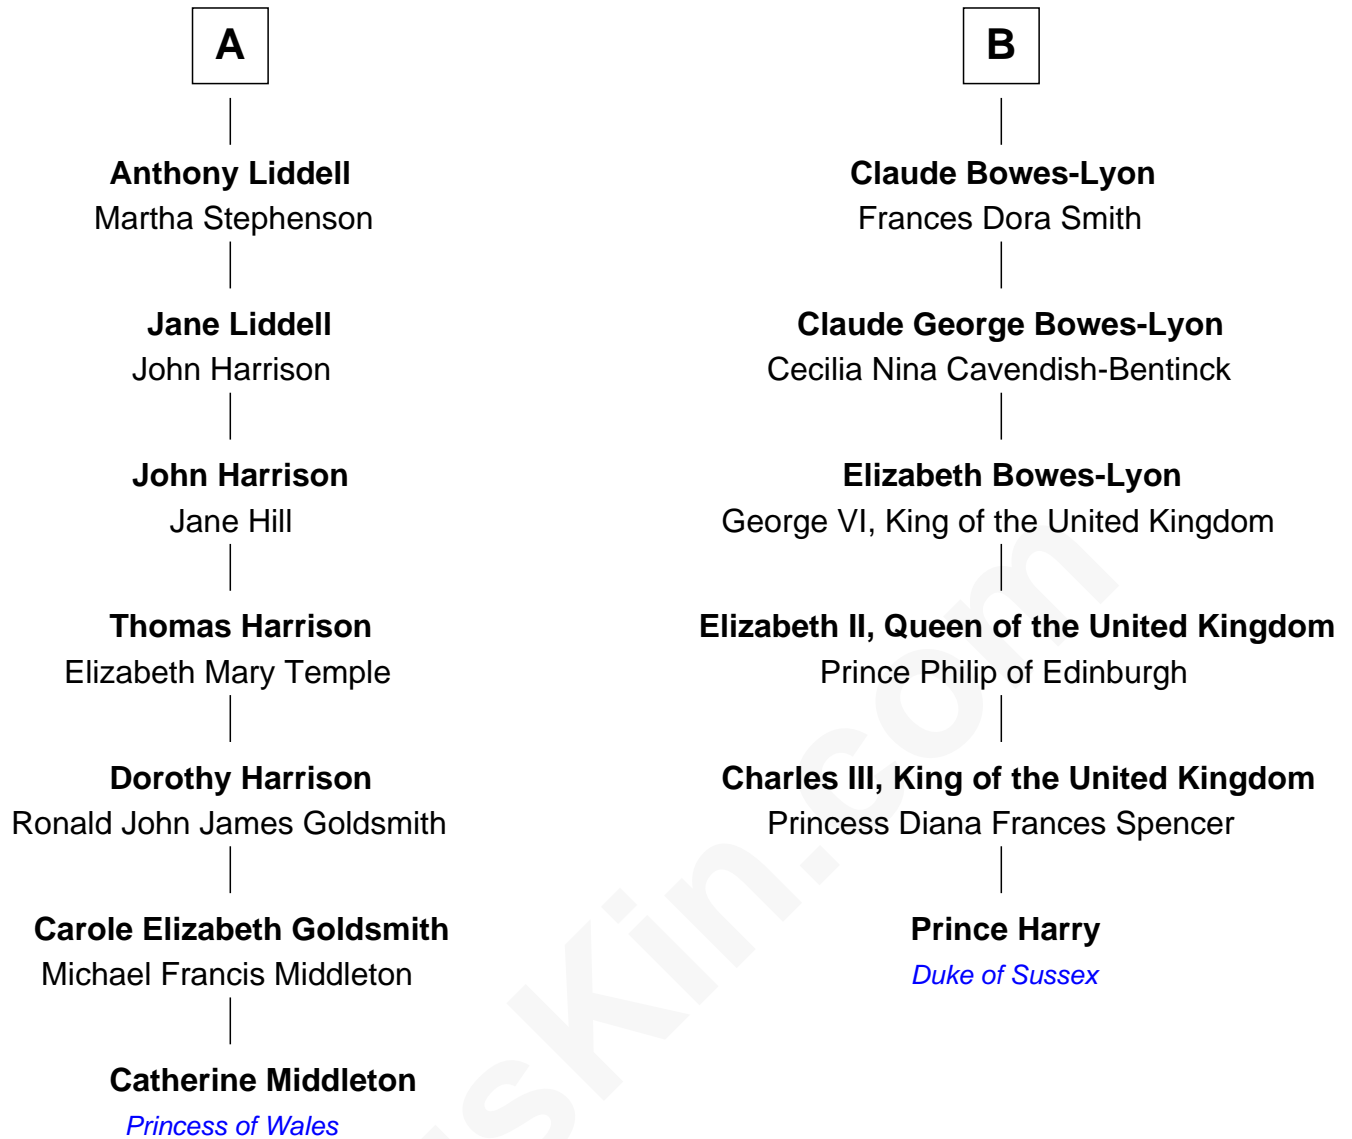 A
Anthony Liddell
Martha Stephenson
Jane Liddell
John Harrison
John Harrison
Jane Hill
Thomas Harrison
Elizabeth Mary Temple
Dorothy Harrison
Ronald John James Goldsmith
Carole Elizabeth Goldsmith
Michael Francis Middleton
Catherine Middleton
Princess of Wales
B
Claude Bowes-Lyon
Frances Dora Smith
Claude George Bowes-Lyon
Cecilia Nina Cavendish-Bentinck
Elizabeth Bowes-Lyon
George VI, King of the United Kingdom
Elizabeth II, Queen of the United Kingdom
Prince Philip of Edinburgh
Charles III, King of the United Kingdom
Princess Diana Frances Spencer
Prince Harry
Duke of Sussex